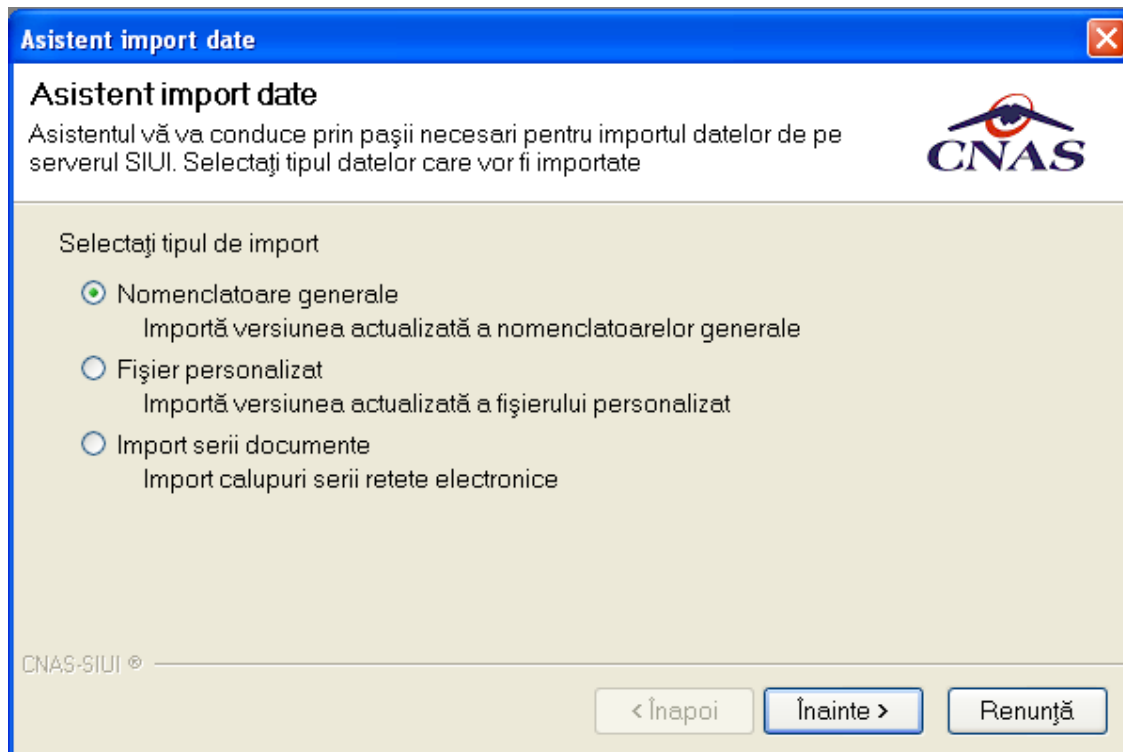 Asistent import date
Asistent import date
Asistentul vă va conduce prin paşii necesari pentru importul datelor de pe
serverul SIUI. Selectaţi tipul datelor care vor fi importate
CNAS
Selectaţi tipul de import
Nomenclatoare generale
Importă versiunea actualizată a nomenclatoarelor generale
Fişier personalizat
Importă versiunea actualizată a fişierului personalizat
Import serii documente
Import calupuri serii retete electronice
CNAS-SIUI ®
< Înapoi
Înainte >
Renunţă